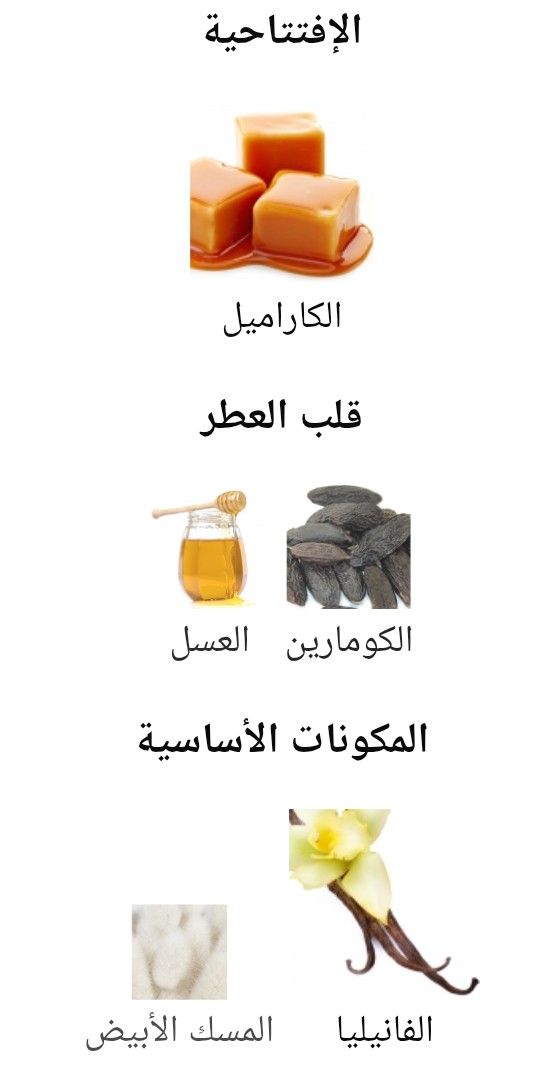 الإفتتاحية
الكاراميل
قلب العطر
الكومارين
العسل
المكونات الأساسية
الفانيليا
المسك الأبيض